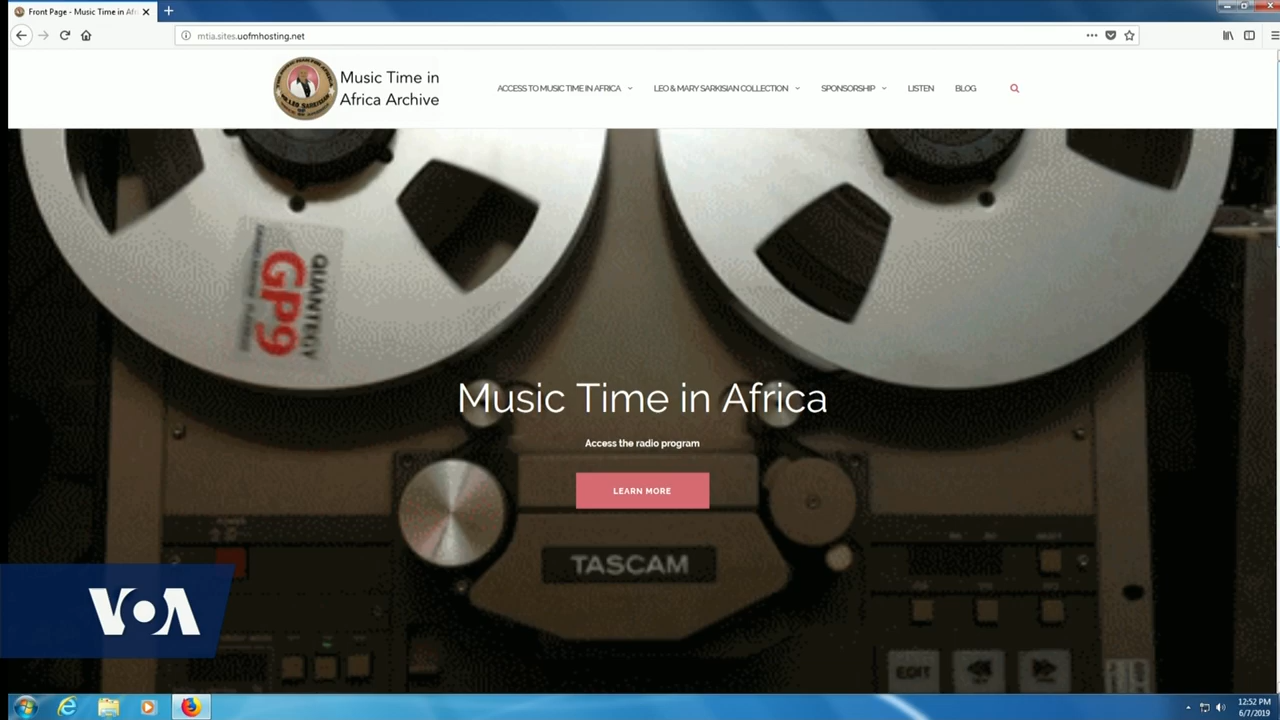 Front Page - Music Time in Afri
mtia.sites.uofmhosting.net
Music Time in
Africa Archive
ACCESS TO MUSIC TIME IN AFRICA
LEO & MARY SARKISIAN COLLECTION
SPONSORSHIP
LISTEN
BLOG
QUANTEGY
GP9
Music Time in Africa
Access the radio program
LEARN MORE
TASCAM
VOA
EDIT
12:52 PM
6/7/2019